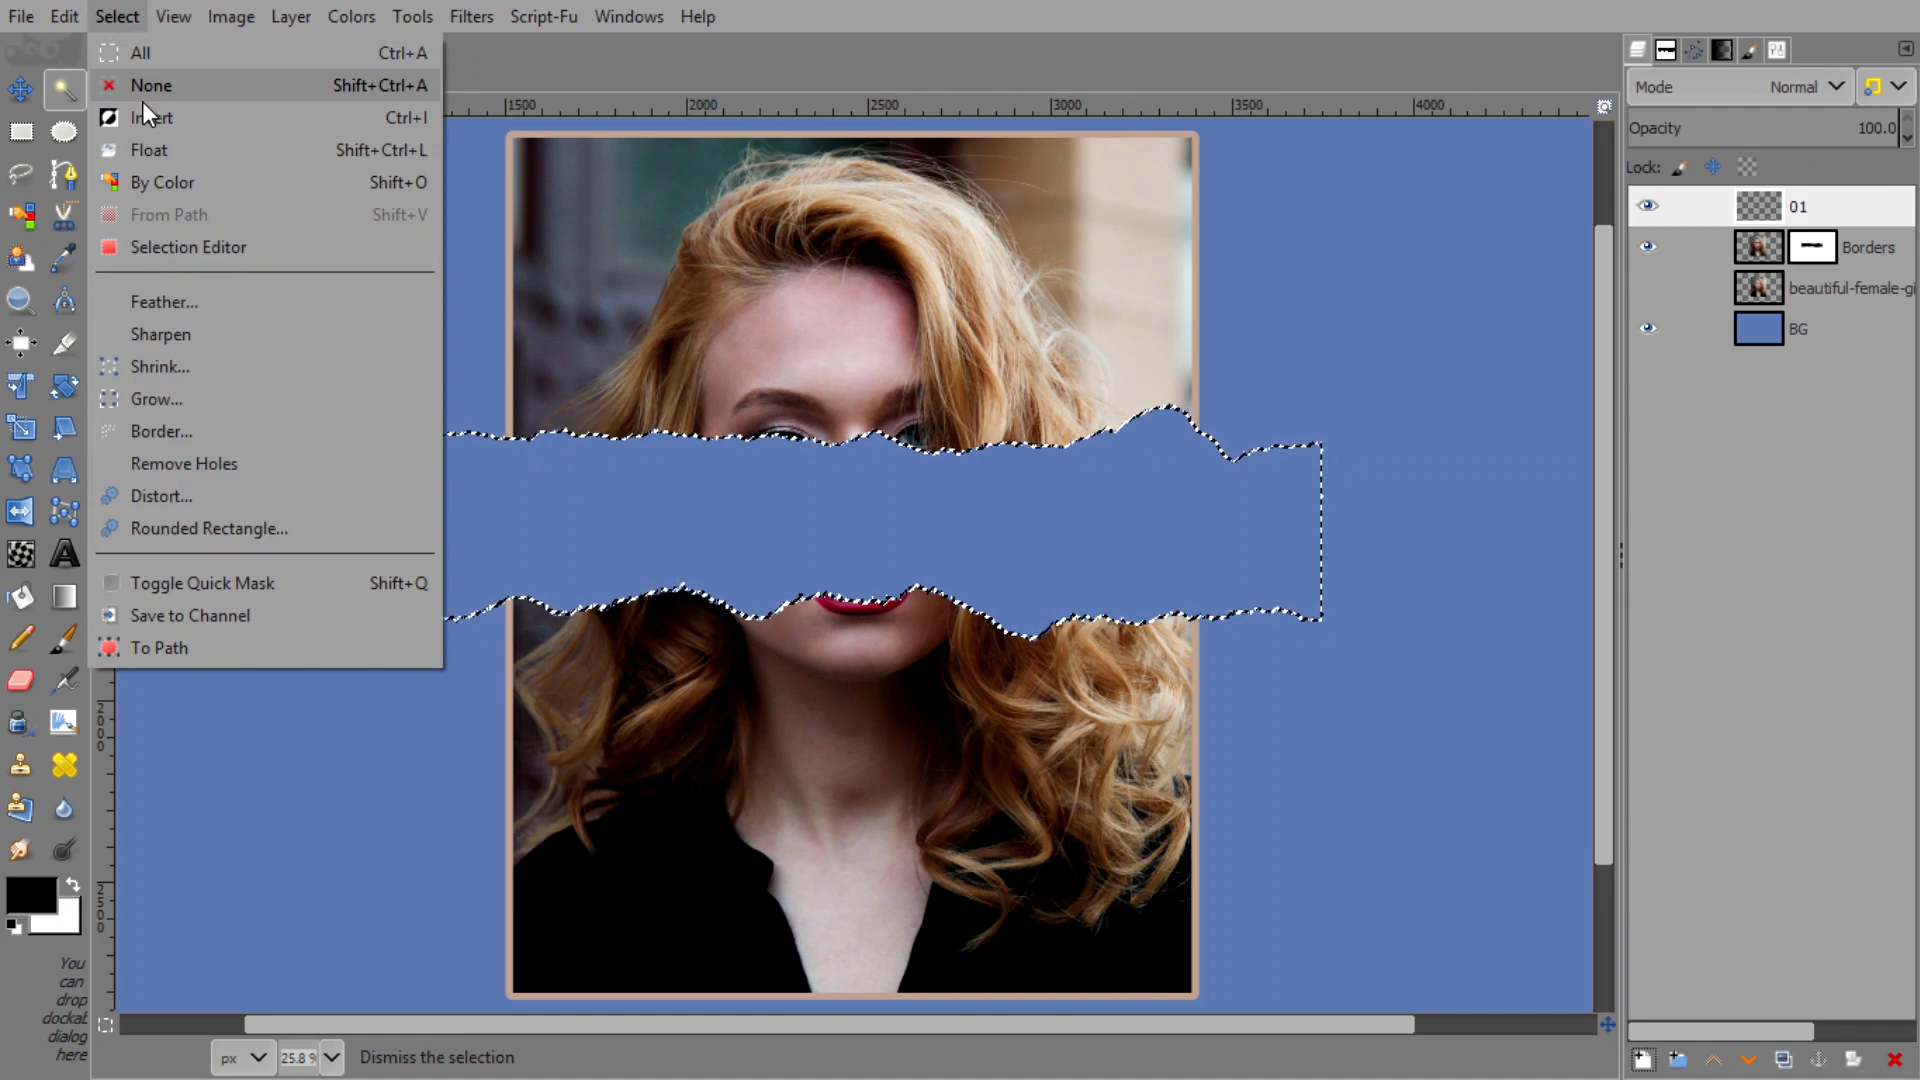 File Edit Select View Image Layer Colors Tools Filters Script-Fu Windows Help
All Ctrl+A
None Shift+Ctrl+A
Invert Ctrl+I
Float Shift+Ctrl+L
By Color Shift+O
From Path Shift+V
Selection Editor
Feather...
Sharpen
Shrink...
Grow...
Border...
Remove Holes
Distort...
Rounded Rectangle...
Toggle Quick Mask Shift+Q
Save to Channel
To Path
1500 2000 2500 3000 3500 4000
2000
2500
You
can
drop
dockab
dialog
here
px 25.8 % Dismiss the selection
Mode Normal
Opacity 100.0
Lock:
01
Borders
beautiful-female-gi
BG